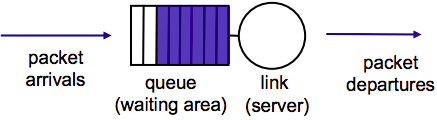 packet
arrivals
queue
(waiting area)
link
(server)
packet
departures